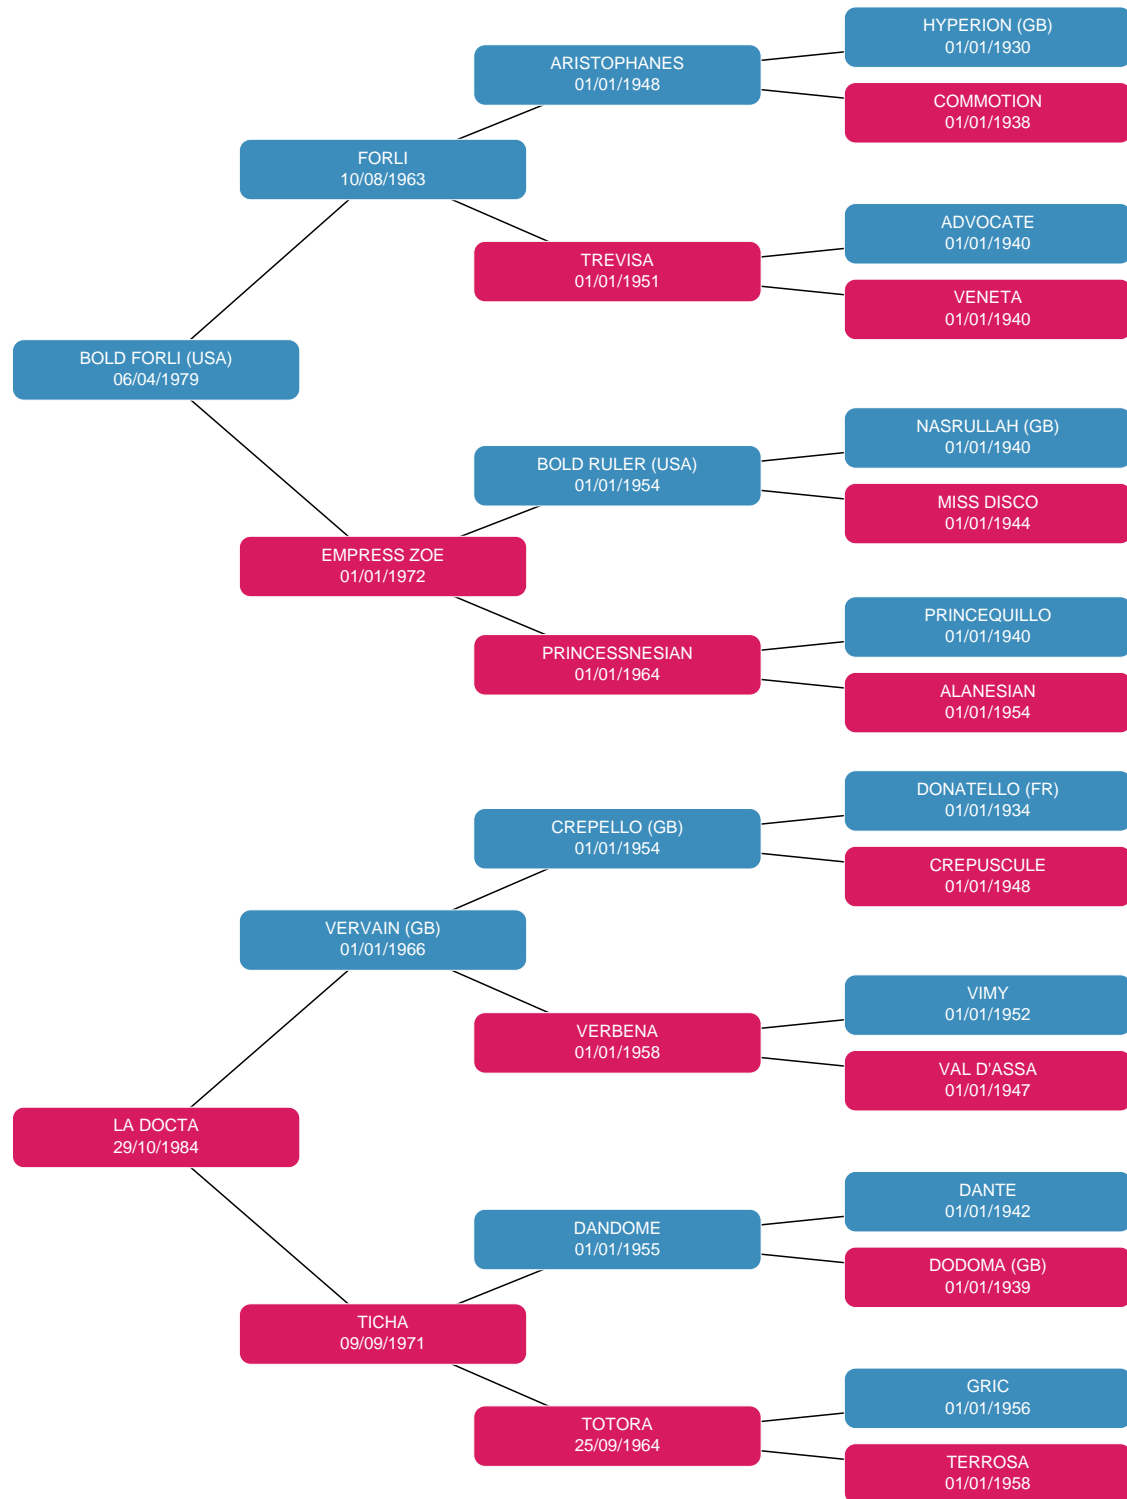 HYPERION (GB)
01/01/1930
ARISTOPHANES
01/01/1948
COMMOTION
01/01/1938
FORLI
10/08/1963
ADVOCATE
01/01/1940
TREVISA
01/01/1951
VENETA
01/01/1940
BOLD FORLI (USA)
06/04/1979
NASRULLAH (GB)
01/01/1940
BOLD RULER (USA)
01/01/1954
MISS DISCO
01/01/1944
EMPRESS ZOE
01/01/1972
PRINCEQUILLO
01/01/1940
PRINCESSNESIAN
01/01/1964
ALANESIAN
01/01/1954
DONATELLO (FR)
01/01/1934
CREPELLO (GB)
01/01/1954
CREPUSCULE
01/01/1948
VERVAIN (GB)
01/01/1966
VIMY
01/01/1952
VERBENA
01/01/1958
VAL D'ASSA
01/01/1947
LA DOCTA
29/10/1984
DANTE
01/01/1942
DANDOME
01/01/1955
DODOMA (GB)
01/01/1939
TICHA
09/09/1971
GRIC
01/01/1956
TOTORA
25/09/1964
TERROSA
01/01/1958